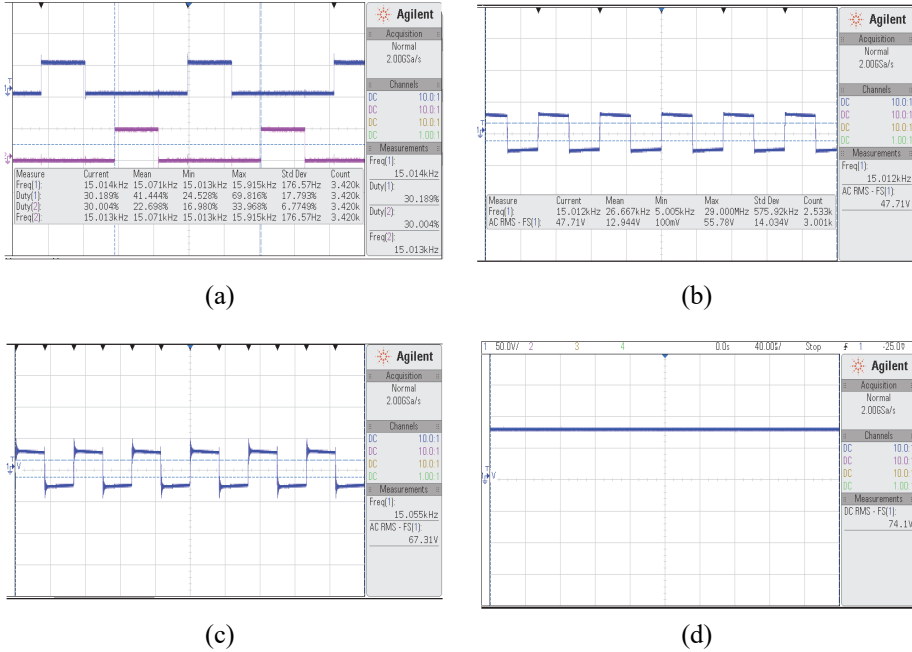 Agilent
Acquisition
Normal
2.00GSa/s
Channels
DC 10.0:1
DC 10.0:1
DC 10.0:1
DC 1.00:1
Measurements
Freq(1):
15.014kHz
Duty(1):
30.189%
Duty(2):
30.004%
Freq(2):
15.013kHz
Measure Current Mean Min Max Std Dev Count
Freq(1): 15.014kHz 15.071kHz 15.013kHz 15.915kHz 176.57Hz 3.420k
Duty(1): 30.189% 41.444% 24.528% 69.816% 17.793% 3.420k
Duty(2): 30.004% 22.698% 16.980% 33.968% 6.7749% 3.420k
Freq(2): 15.013kHz 15.071kHz 15.013kHz 15.915kHz 176.57Hz 3.420k
(a)
Agilent
Acquisition
Normal
2.00GSa/s
Channels
DC 10.0:1
DC 10.0:1
DC 10.0:1
DC 1.00:1
Measurements
Freq(1):
15.012kHz
AC RMS - FS(1):
47.71V
Measure Current Mean Min Max Std Dev Count
Freq(1): 15.012kHz 26.667kHz 5.005kHz 29.000MHz 575.92kHz 2.533k
AC RMS - FS(1): 47.71V 12.944V 100mV 55.78V 14.034V 3.001k
(b)
Agilent
Acquisition
Normal
2.00GSa/s
Channels
DC 10.0:1
DC 10.0:1
DC 10.0:1
DC 1.00:1
Measurements
Freq(1):
15.055kHz
AC RMS - FS(1):
67.31V
(c)
1 50.0V/ 2 3 4 0.0s 40.00%/ Stop 1 -25.0V
Agilent
Acquisition
Normal
2.00GSa/s
Channels
DC 10.0:1
DC 10.0:1
DC 10.0:1
DC 1.00:1
Measurements
DC RMS - FS(1):
74.1V
(d)